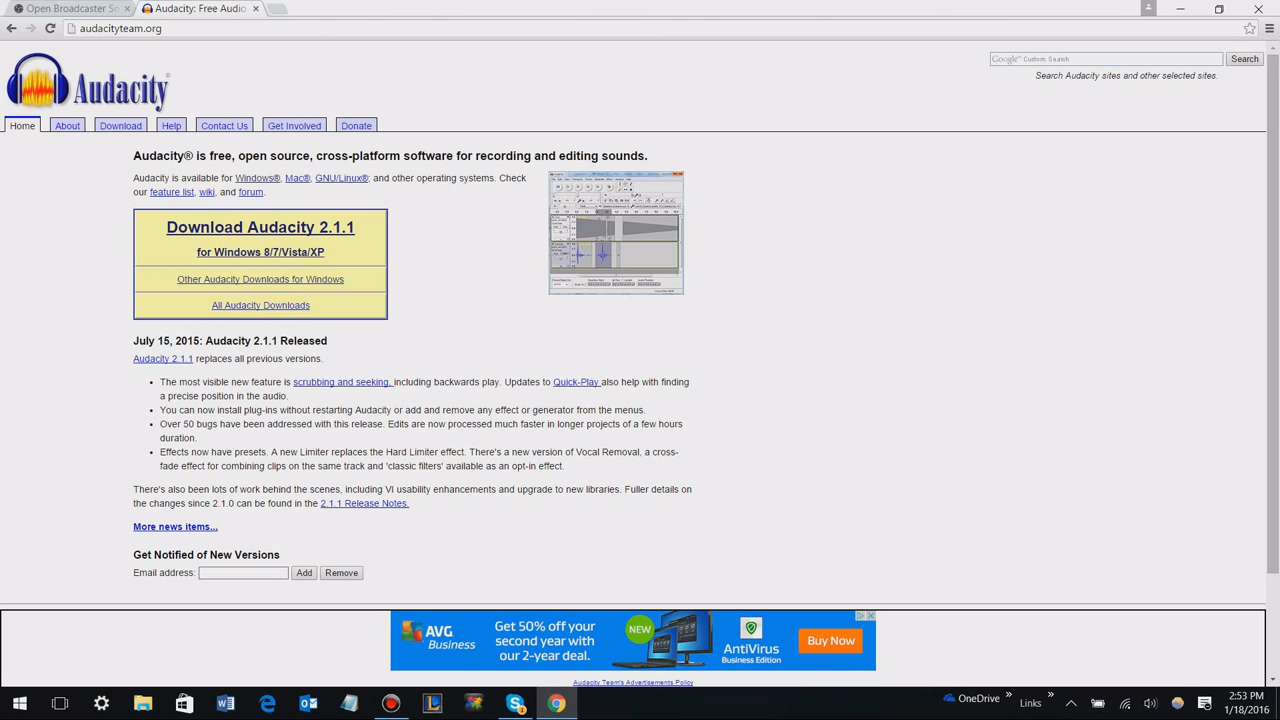 Open Broadcaster So
Audacity: Free Audio
audacityteam.org
Audacity®
Google™ Custom Search
Search
Search Audacity sites and other selected sites.
Home
About
Download
Help
Contact Us
Get Involved
Donate
Audacity® is free, open source, cross-platform software for recording and editing sounds.
Audacity is available for Windows®, Mac®, GNU/Linux®, and other operating systems. Check
our feature list, wiki, and forum.
Download Audacity 2.1.1
for Windows 8/7/Vista/XP
Other Audacity Downloads for Windows
All Audacity Downloads
July 15, 2015: Audacity 2.1.1 Released
Audacity 2.1.1 replaces all previous versions.
• The most visible new feature is scrubbing and seeking, including backwards play. Updates to Quick-Play also help with finding
a precise position in the audio.
• You can now install plug-ins without restarting Audacity or add and remove any effect or generator from the menus.
• Over 50 bugs have been addressed with this release. Edits are now processed much faster in longer projects of a few hours
duration.
• Effects now have presets. A new Limiter replaces the Hard Limiter effect. There's a new version of Vocal Removal, a cross-
fade effect for combining clips on the same track and 'classic filters' available as an opt-in effect.
There's also been lots of work behind the scenes, including VI usability enhancements and upgrade to new libraries. Fuller details on
the changes since 2.1.0 can be found in the 2.1.1 Release Notes.
More news items...
Get Notified of New Versions
Email address:
Add
Remove
AVG
Business
Get 50% off your
second year with
our 2-year deal.
NEW
AntiVirus
Business Edition
Buy Now
Audacity Team's Advertisements Policy
OneDrive
Links
2:53 PM
1/18/2016